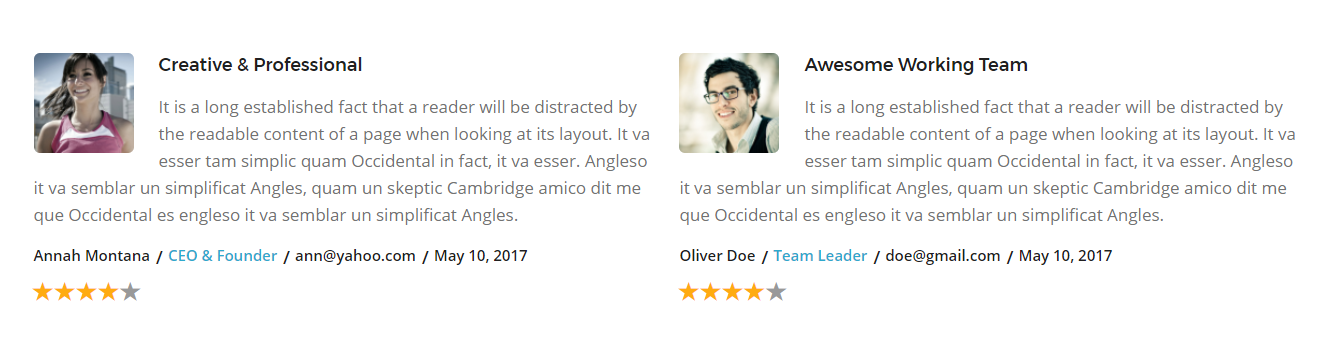 Creative & Professional
It is a long established fact that a reader will be distracted by
the readable content of a page when looking at its layout. It va
esser tam simplic quam Occidental in fact, it va esser. Angleso
it va semblar un simplificat Angles, quam un skeptic Cambridge amico dit me
que Occidental es engleso it va semblar un simplificat Angles.
Annah Montana / CEO & Founder / ann@yahoo.com / May 10, 2017
Awesome Working Team
It is a long established fact that a reader will be distracted by
the readable content of a page when looking at its layout. It va
esser tam simplic quam Occidental in fact, it va esser. Angleso
it va semblar un simplificat Angles, quam un skeptic Cambridge amico dit me
que Occidental es engleso it va semblar un simplificat Angles.
Oliver Doe / Team Leader / doe@gmail.com / May 10, 2017